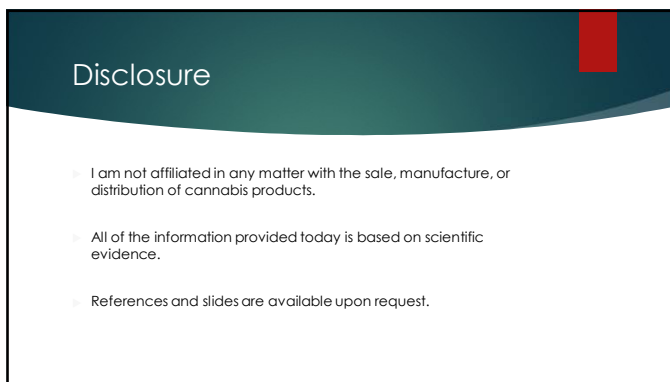 Disclosure
I am not affiliated in any matter with the sale, manufacture, or
distribution of cannabis products.
All of the information provided today is based on scientific
evidence.
References and slides are available upon request.